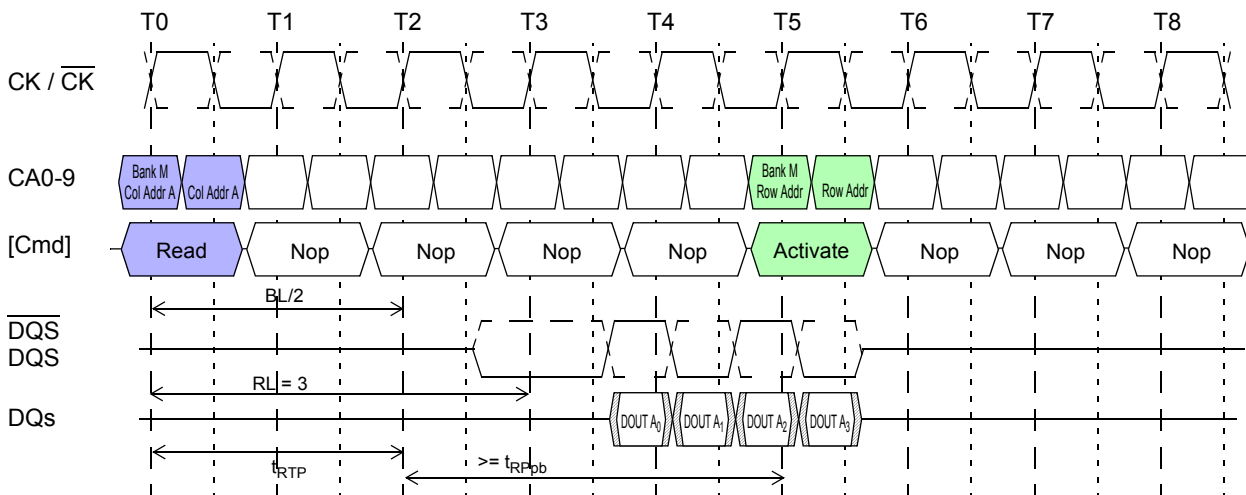 T0 T1 T2 T3 T4 T5 T6 T7 T8
CK / CK
CA0-9
Bank M
Col Addr A
Col Addr A
Bank M
Row Addr
Row Addr
[Cmd]
Read Nop Nop Nop Nop Activate Nop Nop Nop
BL/2
DQS
DQS
RL = 3
DQs
DOUT A0 DOUT A1 DOUT A2 DOUT A3
tRTP
>= tRPpb